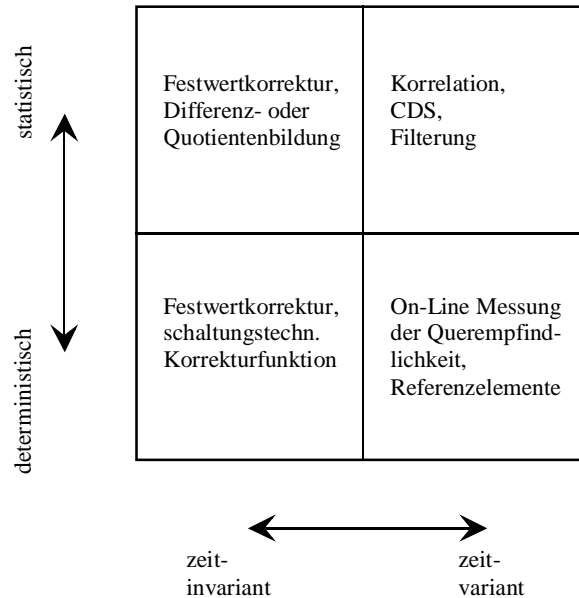 statistisch
Festwertkorrektur,
Differenz- oder
Quotientenbildung
Korrelation,
CDS,
Filterung
deterministisch
Festwertkorrektur,
schaltungstechn.
Korrekturfunktion
On-Line Messung
der Querempfind-
lichkeit,
Referenzelemente
zeit-
invariant
zeit-
variant